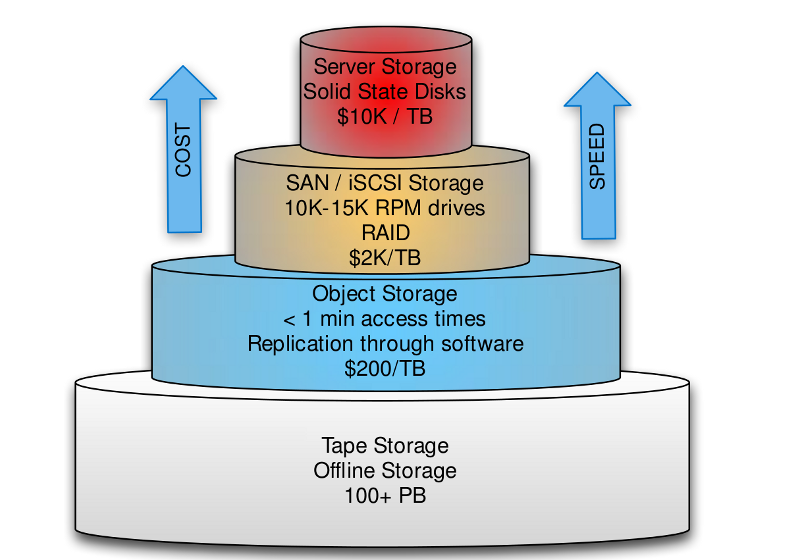 Server Storage
Solid State Disks
$10K / TB
COST
SPEED
SAN / iSCSI Storage
10K-15K RPM drives
RAID
$2K/TB
Object Storage
< 1 min access times
Replication through software
$200/TB
Tape Storage
Offline Storage
100+ PB